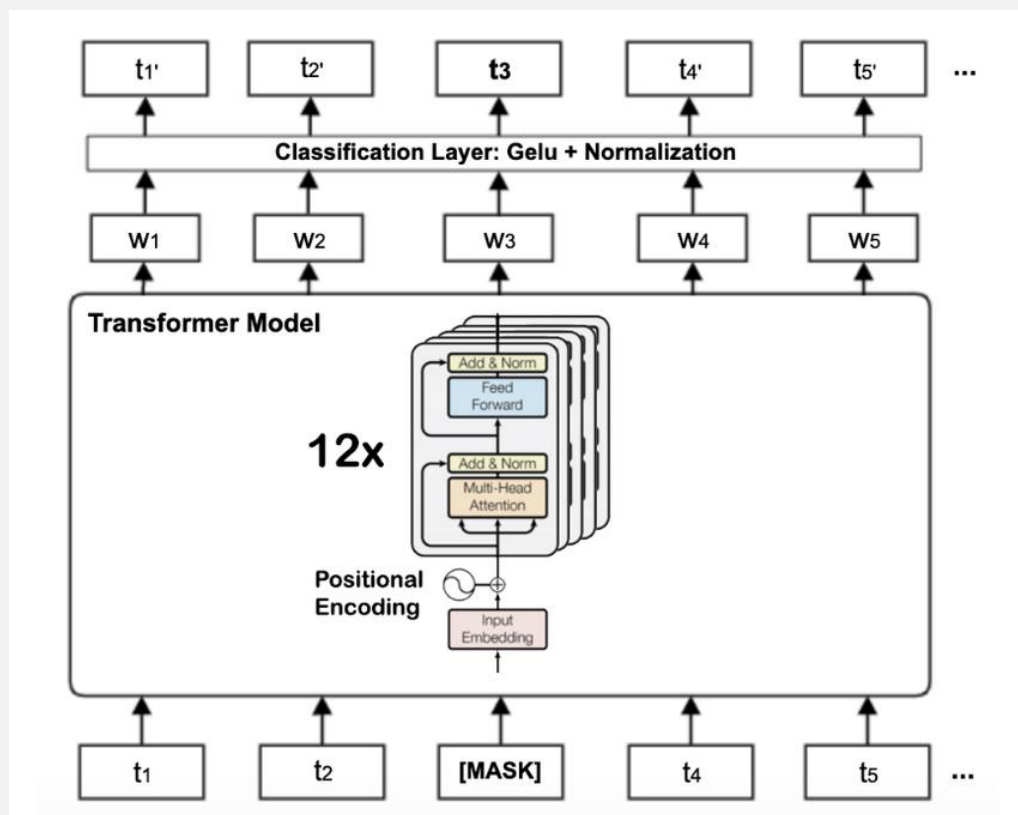 t1' t2' t3 t4' t5' ...
Classification Layer: Gelu + Normalization
w1 w2 w3 w4 w5
Transformer Model
Add & Norm
Feed
Forward
12x
Add & Norm
Multi-Head
Attention
Positional
Encoding
Input
Embedding
t1 t2 [MASK] t4 t5 ...